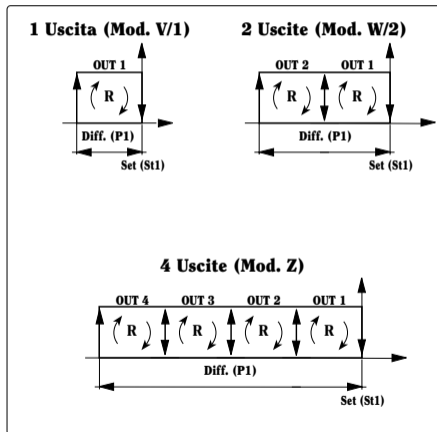 1 Uscita (Mod. V/1)
OUT 1
R
Diff. (P1)
Set (St1)
2 Uscite (Mod. W/2)
OUT 2 OUT 1
R R
Diff. (P1)
Set (St1)
4 Uscite (Mod. Z)
OUT 4 OUT 3 OUT 2 OUT 1
R R R R
Diff. (P1)
Set (St1)